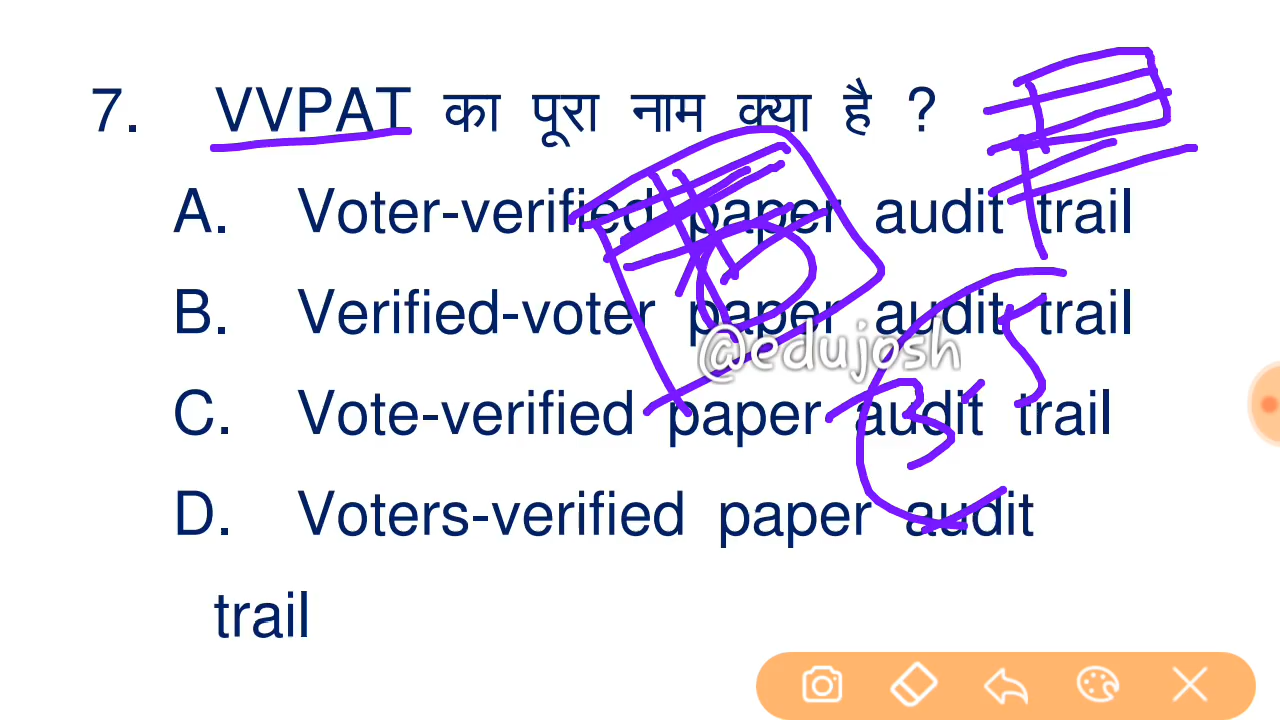 7. VVPAT का पूरा नाम क्या है ?
A. Voter-verified paper audit trail
B. Verified-voter paper audit trail
@edujosh
C. Vote-verified paper audit trail
D. Voters-verified paper audit
trail